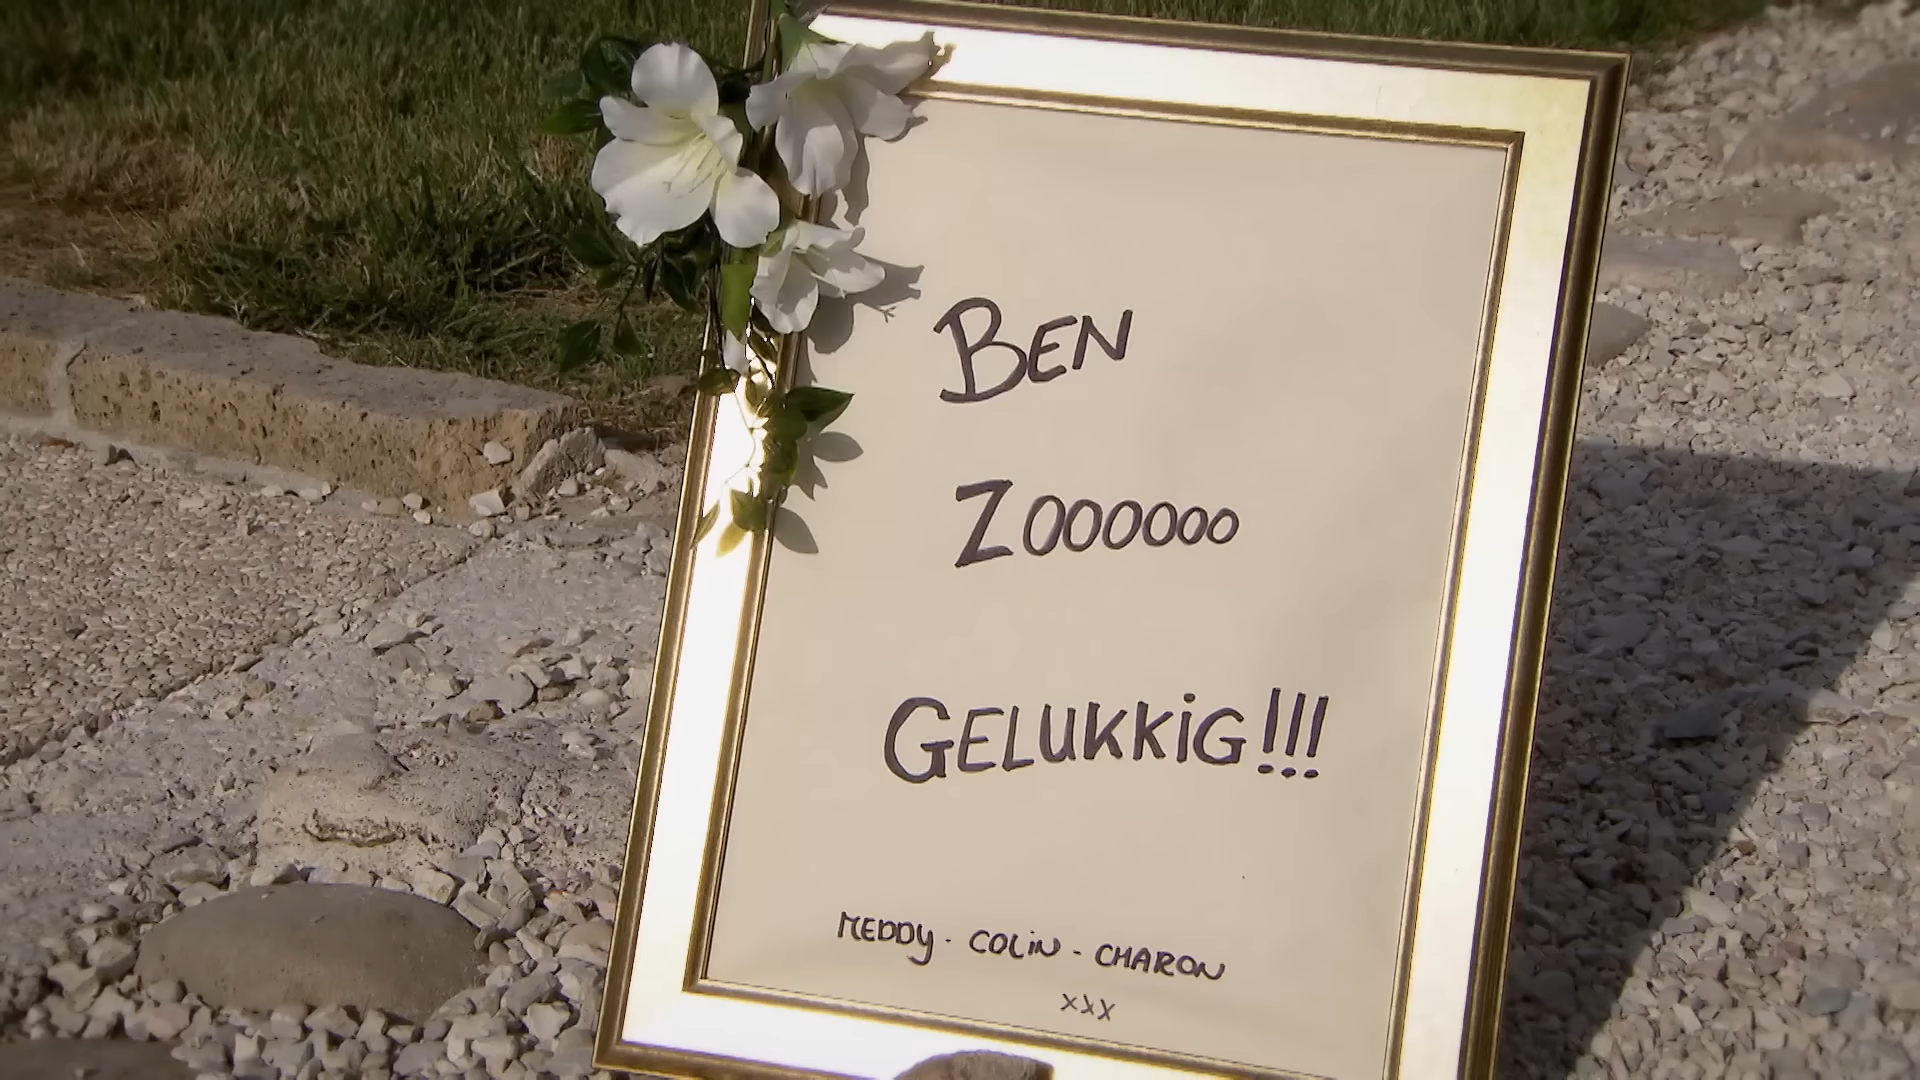 BEN
ZOOOOOO
GELUKKiG!!!
MEDDY - COLiN - CHARON
xxx